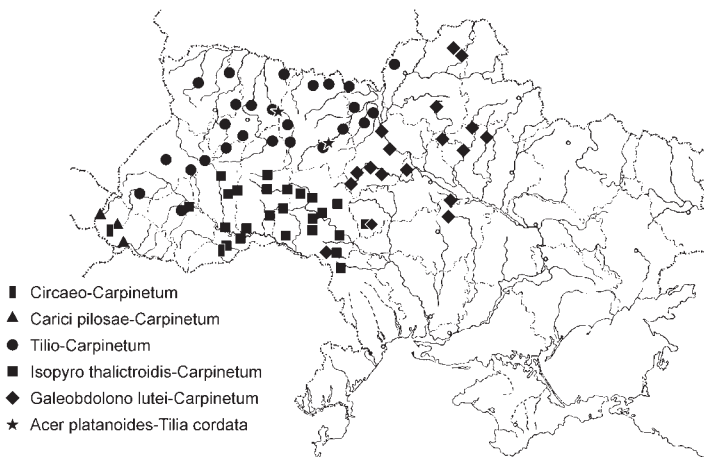 Circaeo-Carpinetum
Carici pilosae-Carpinetum
Tilio-Carpinetum
Isopyro thalictroidis-Carpinetum
Galeobdolono lutei-Carpinetum
Acer platanoides-Tilia cordata